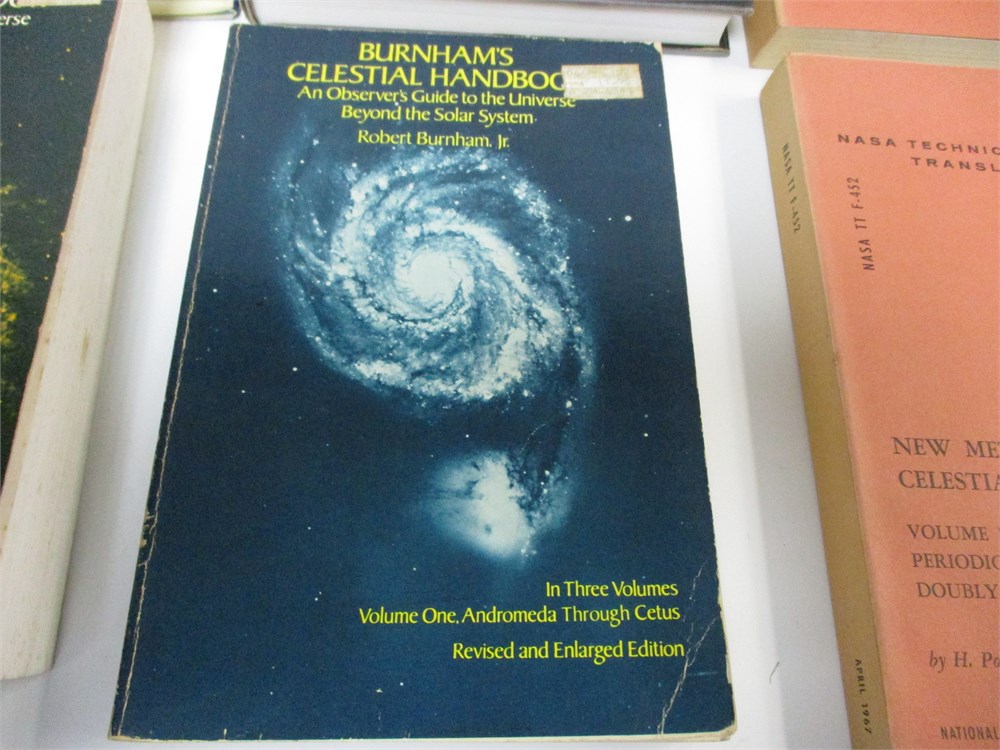 erse
BURNHAM'S
CELESTIAL HANDBOO
An Observer's Guide to the Universe
Beyond the Solar System
Robert Burnham, Jr.
In Three Volumes
Volume One, Andromeda Through Cetus
Revised and Enlarged Edition
NASA TT F-452
APRIL 1967
NASA TECHNIC
TRANSL
NASA TT F-452
NEW ME
CELESTIA
VOLUME
PERIODIC
DOUBLY
by H. Po
NATIONAL